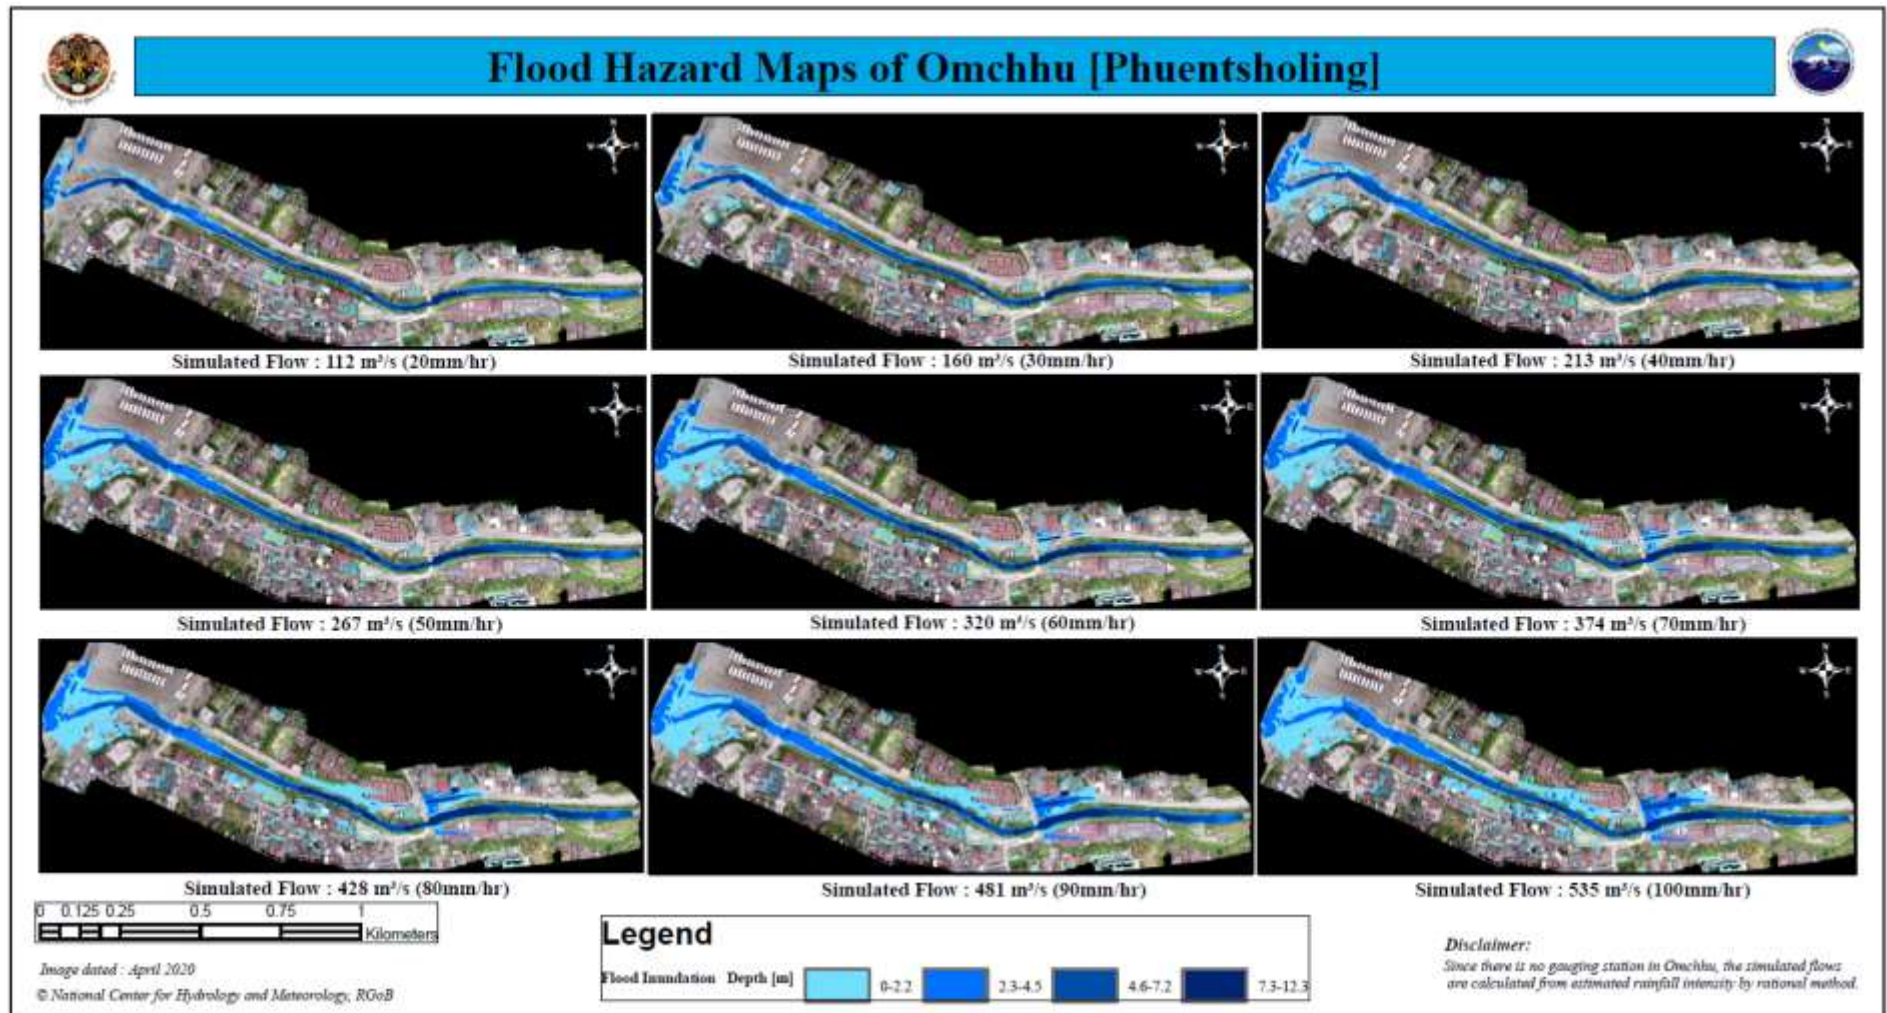 Flood Hazard Maps of Omchhu [Phuentsholing]
Simulated Flow : 112 m³/s (20mm/hr)
Simulated Flow : 160 m³/s (30mm/hr)
Simulated Flow : 213 m³/s (40mm/hr)
Simulated Flow : 267 m³/s (50mm/hr)
Simulated Flow : 320 m³/s (60mm/hr)
Simulated Flow : 374 m³/s (70mm/hr)
Simulated Flow : 428 m³/s (80mm/hr)
Simulated Flow : 481 m³/s (90mm/hr)
Simulated Flow : 535 m³/s (100mm/hr)
0 0.125 0.25 0.5 0.75 1
Kilometers
Image dated : April 2020
© National Center for Hydrology and Meteorology, RGoB
Legend
Flood Inundation Depth [m]
0-2.2
2.3-4.5
4.6-7.2
7.3-12.3
Disclaimer:
Since there is no gauging station in Omchhu, the simulated flows
are calculated from estimated rainfall intensity by rational method.